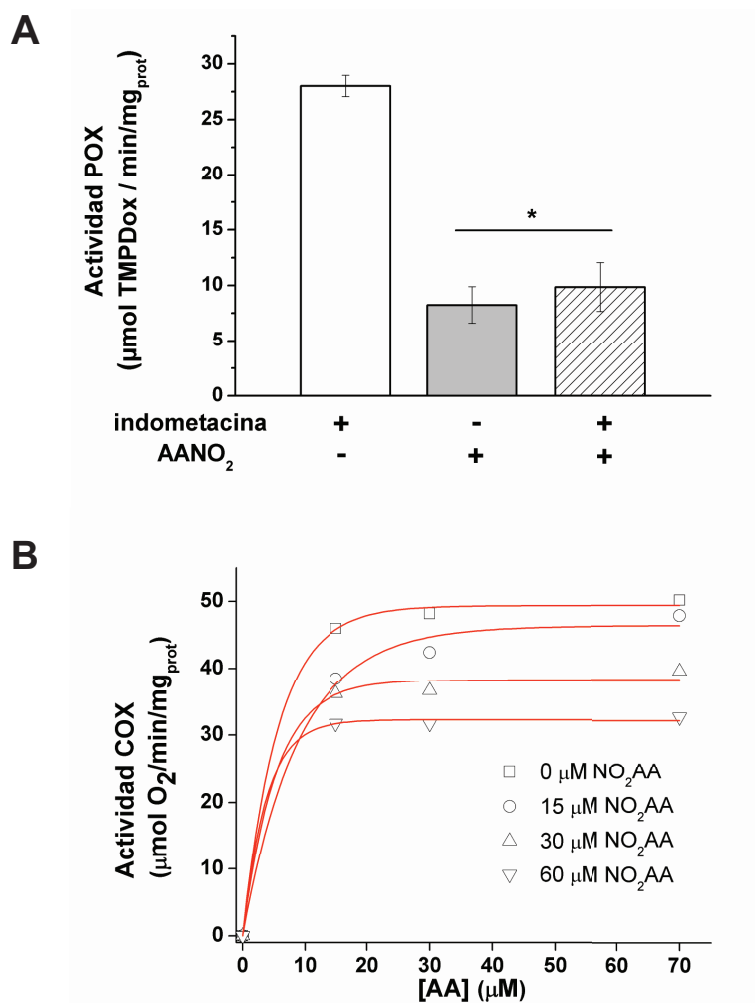 A
Actividad POX
(µmol TMPDox / min/mgprot)
30
25
20
15
10
5
0
*
indometacina + - +
AANO2 - + +
B
Actividad COX
(µmol O2/min/mgprot)
50
40
30
20
10
0
0 µM NO2AA
15 µM NO2AA
30 µM NO2AA
60 µM NO2AA
0 10 20 30 40 50 60 70
[AA] (µM)